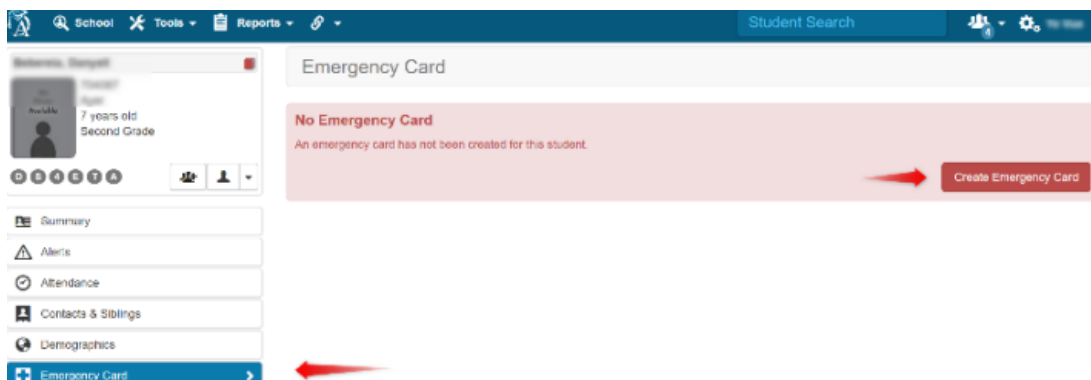 School Tools Reports Student Search
4
Emergency Card
7 years old
Second Grade
No Emergency Card
An emergency card has not been created for this student.
Create Emergency Card
Summary
Alerts
Attendance
Contacts & Siblings
Demographics
Emergency Card